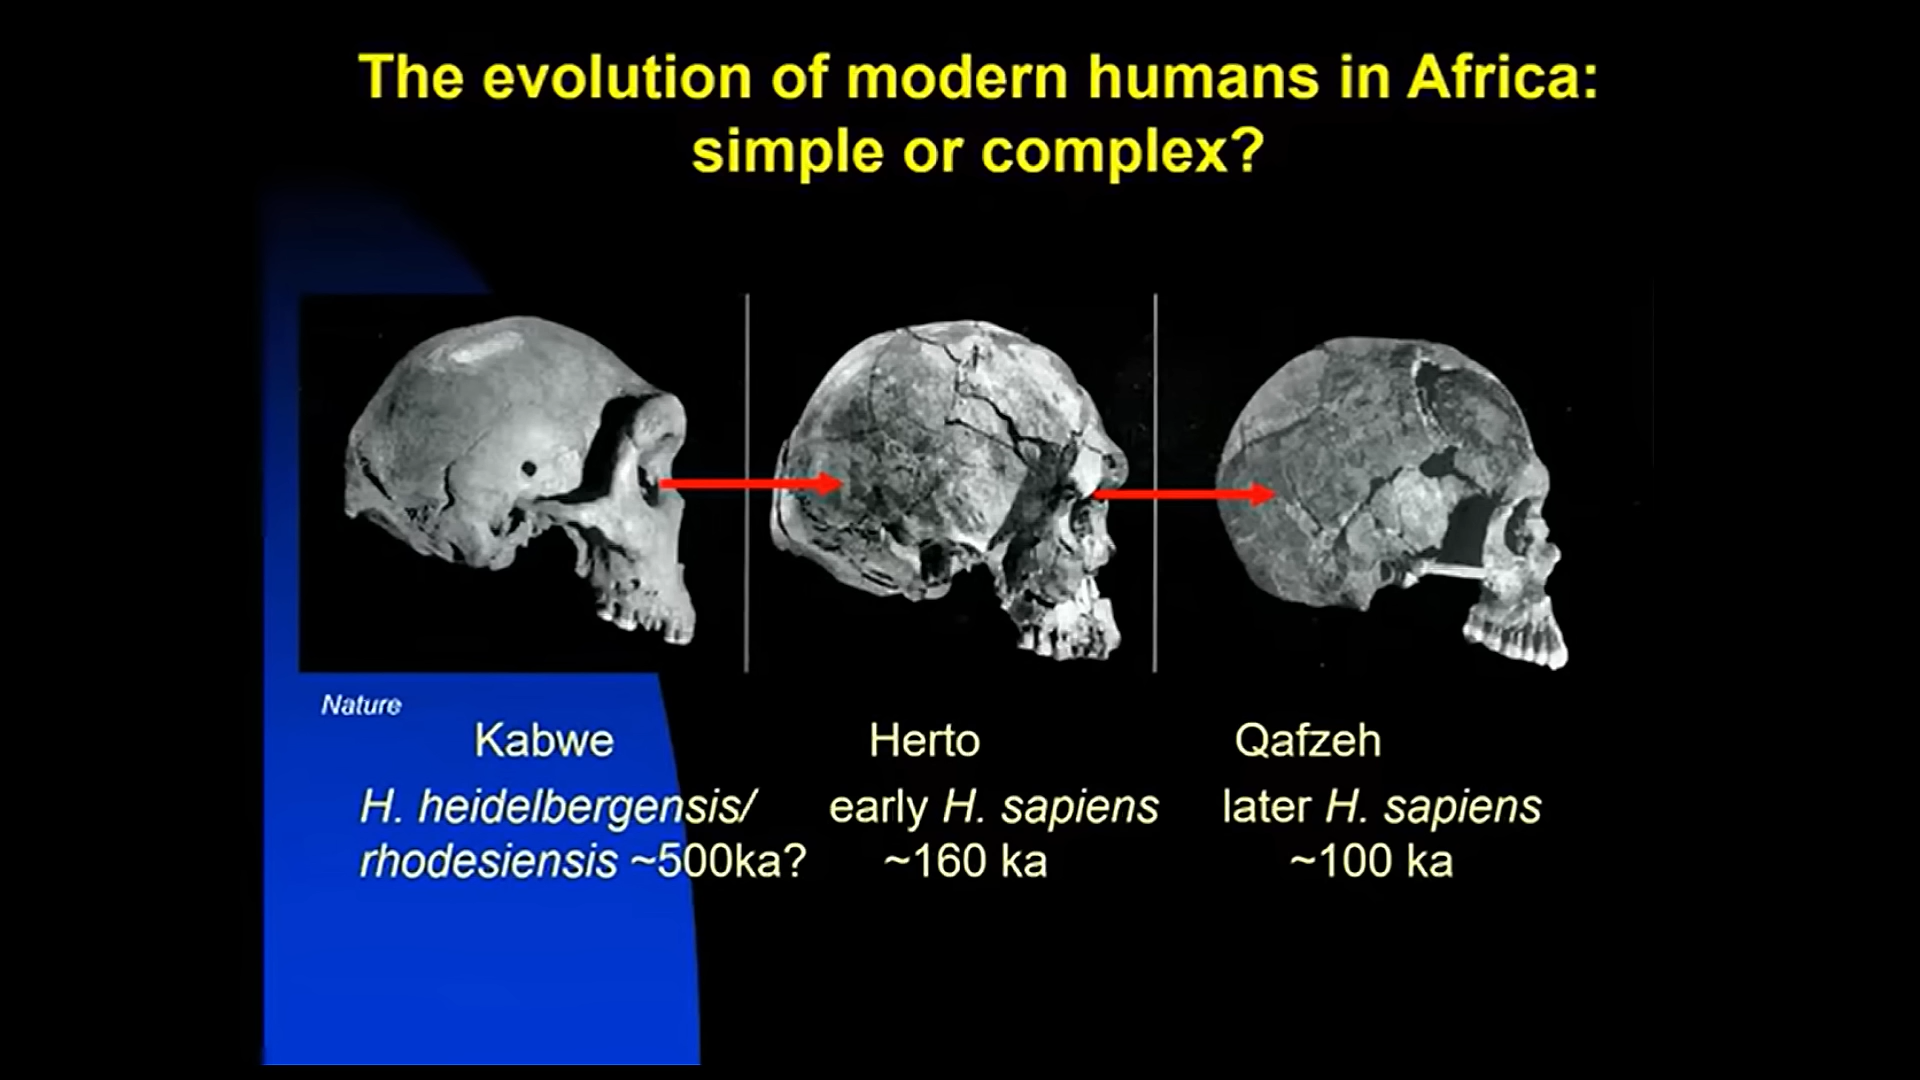 The evolution of modern humans in Africa:
simple or complex?
Nature
Kabwe
H. heidelbergensis/
rhodesiensis ~500ka?
Herto
early H. sapiens
~160 ka
Qafzeh
later H. sapiens
~100 ka